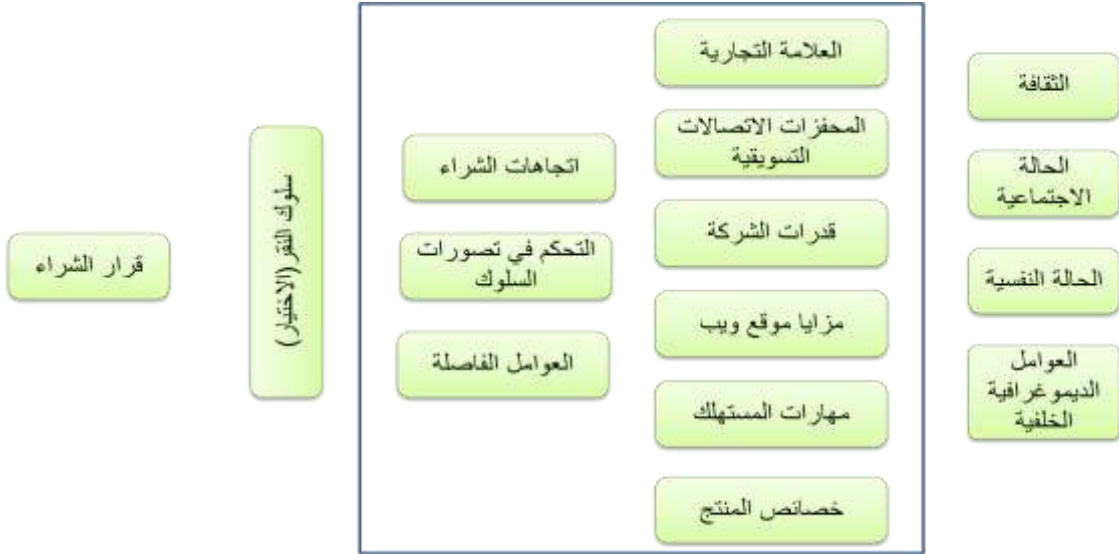 الثقافة
الحالة
الاجتماعية
الحالة النفسية
العوامل
الديموغرافية
الخلفية
العلامة التجارية
المحفزات الاتصالات
التسويقية
قدرات الشركة
مزايا موقع ويب
مهارات المستهلك
خصائص المنتج
اتجاهات الشراء
التحكم في تصورات
السلوك
العوامل الفاصلة
سلوك النقر(الاختيار)
قرار الشراء